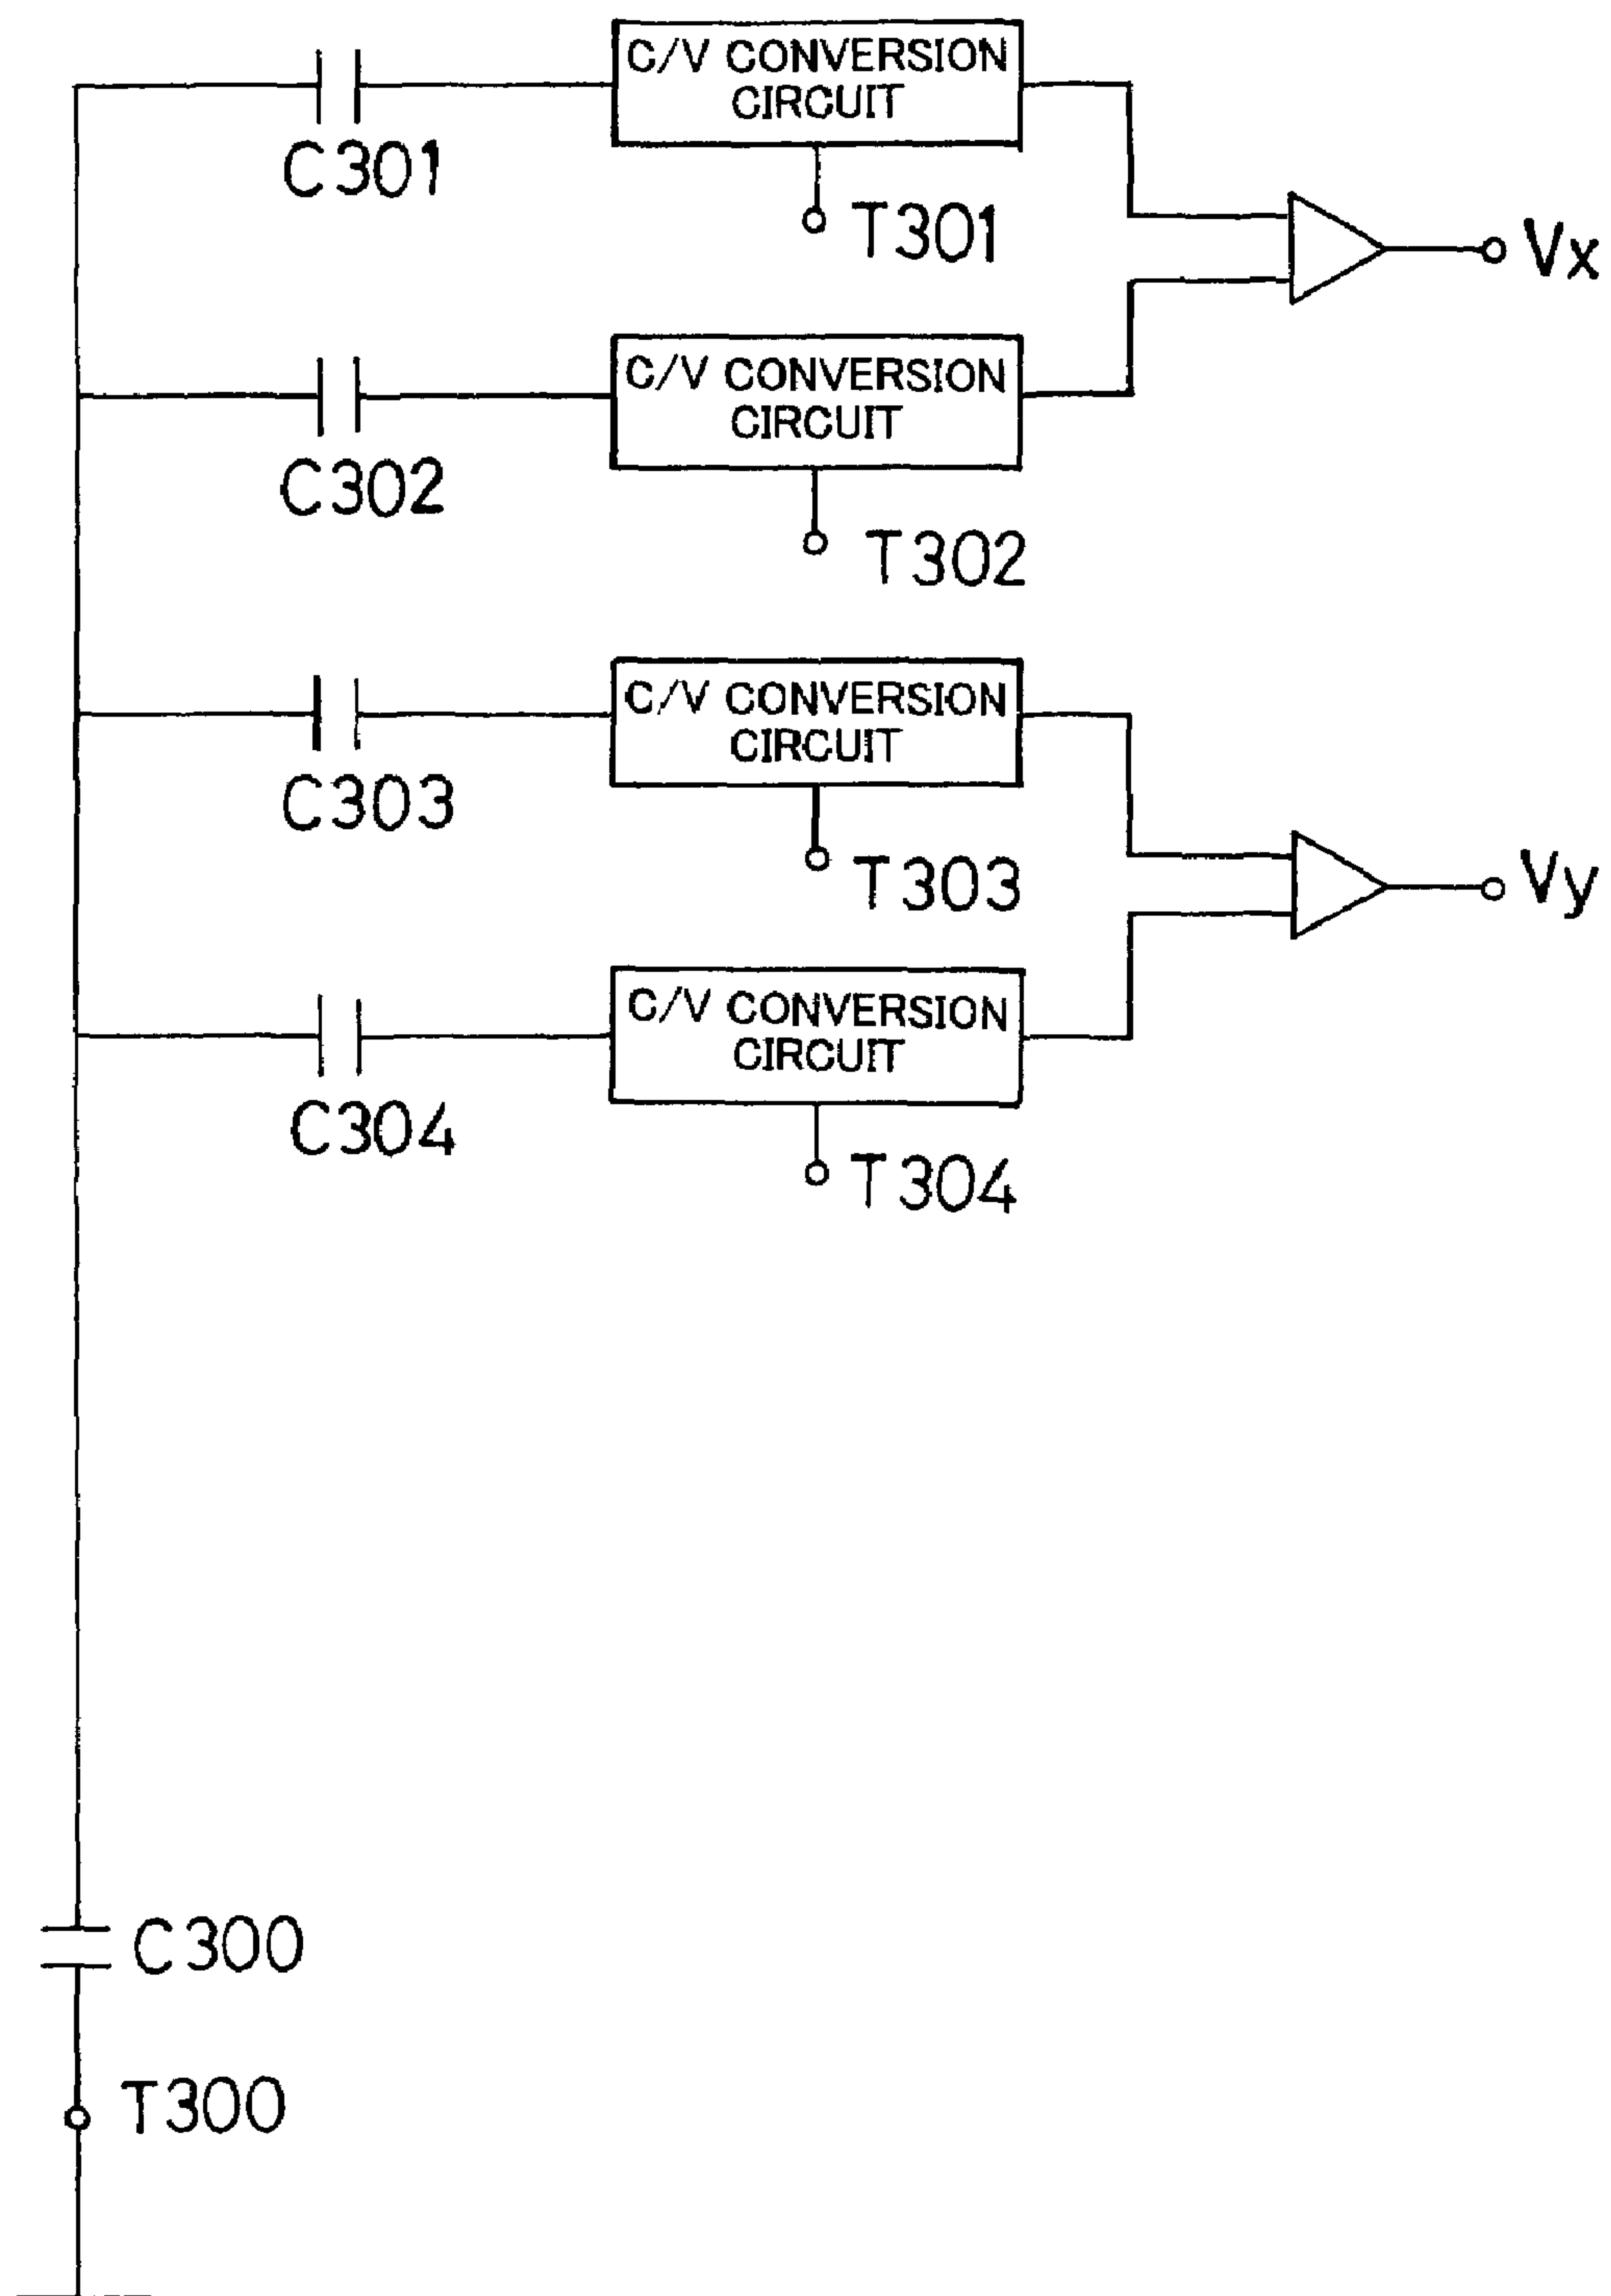 C/V CONVERSION
CIRCUIT
C301
T301
Vx
C/V CONVERSION
CIRCUIT
C302
T302
C/V CONVERSION
CIRCUIT
C303
T303
Vy
C/V CONVERSION
CIRCUIT
C304
T304
C300
T300